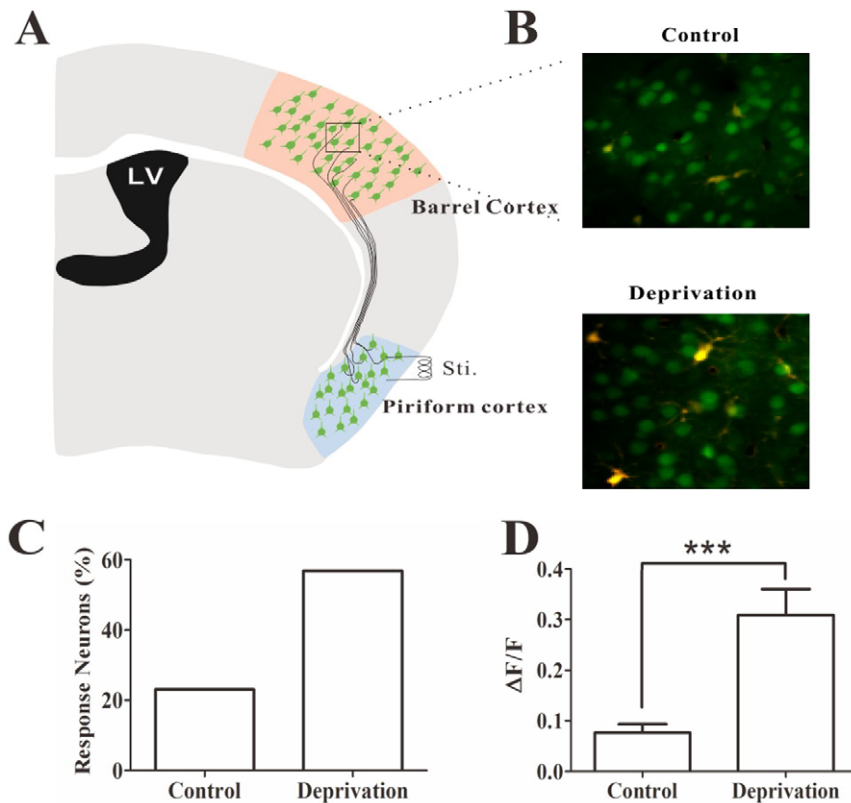 A
B
Control
LV
Barrel Cortex
Deprivation
Sti.
Piriform cortex
C
Response Neurons (%)
60
40
20
0
Control
Deprivation
D
***
ΔF/F
0.4
0.3
0.2
0.1
0.0
Control
Deprivation